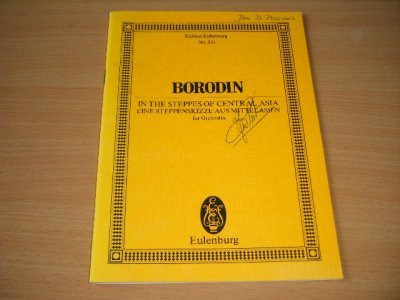 Edition Eulenburg
BORODIN
IN THE STEPPES OF CENTRAL ASIA
EINE STEPPENSKIZZE AUS MITTELASIEN
for Orchestra
Eulenburg